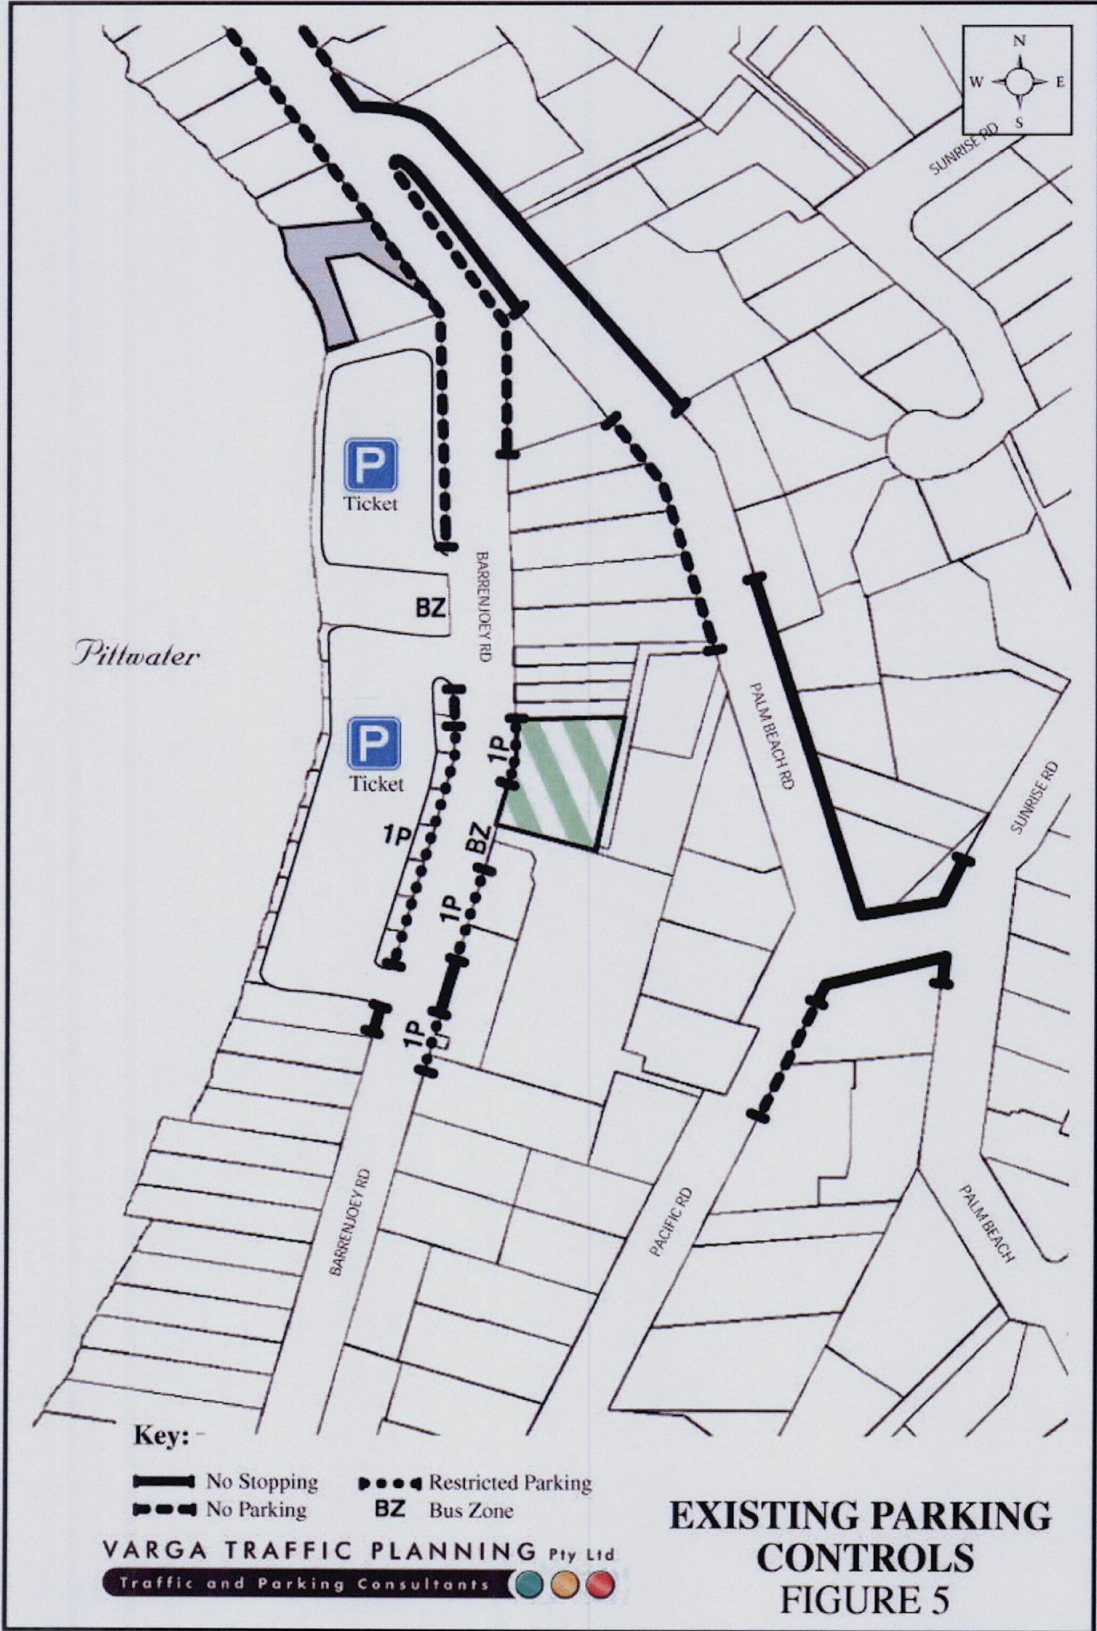 N
W E
S
SUNRISE RD
P
Ticket
BZ
BARRENJOEY RD
Pittwater
P
Ticket
1P
PALM BEACH RD
SUNRISE RD
1P
BZ
1P
1P
BARRENJOEY RD
PACIFIC RD
PALM BEACH
Key: -
No Stopping
Restricted Parking
No Parking
BZ Bus Zone
VARGA TRAFFIC PLANNING Pty Ltd
Traffic and Parking Consultants
EXISTING PARKING
CONTROLS
FIGURE 5